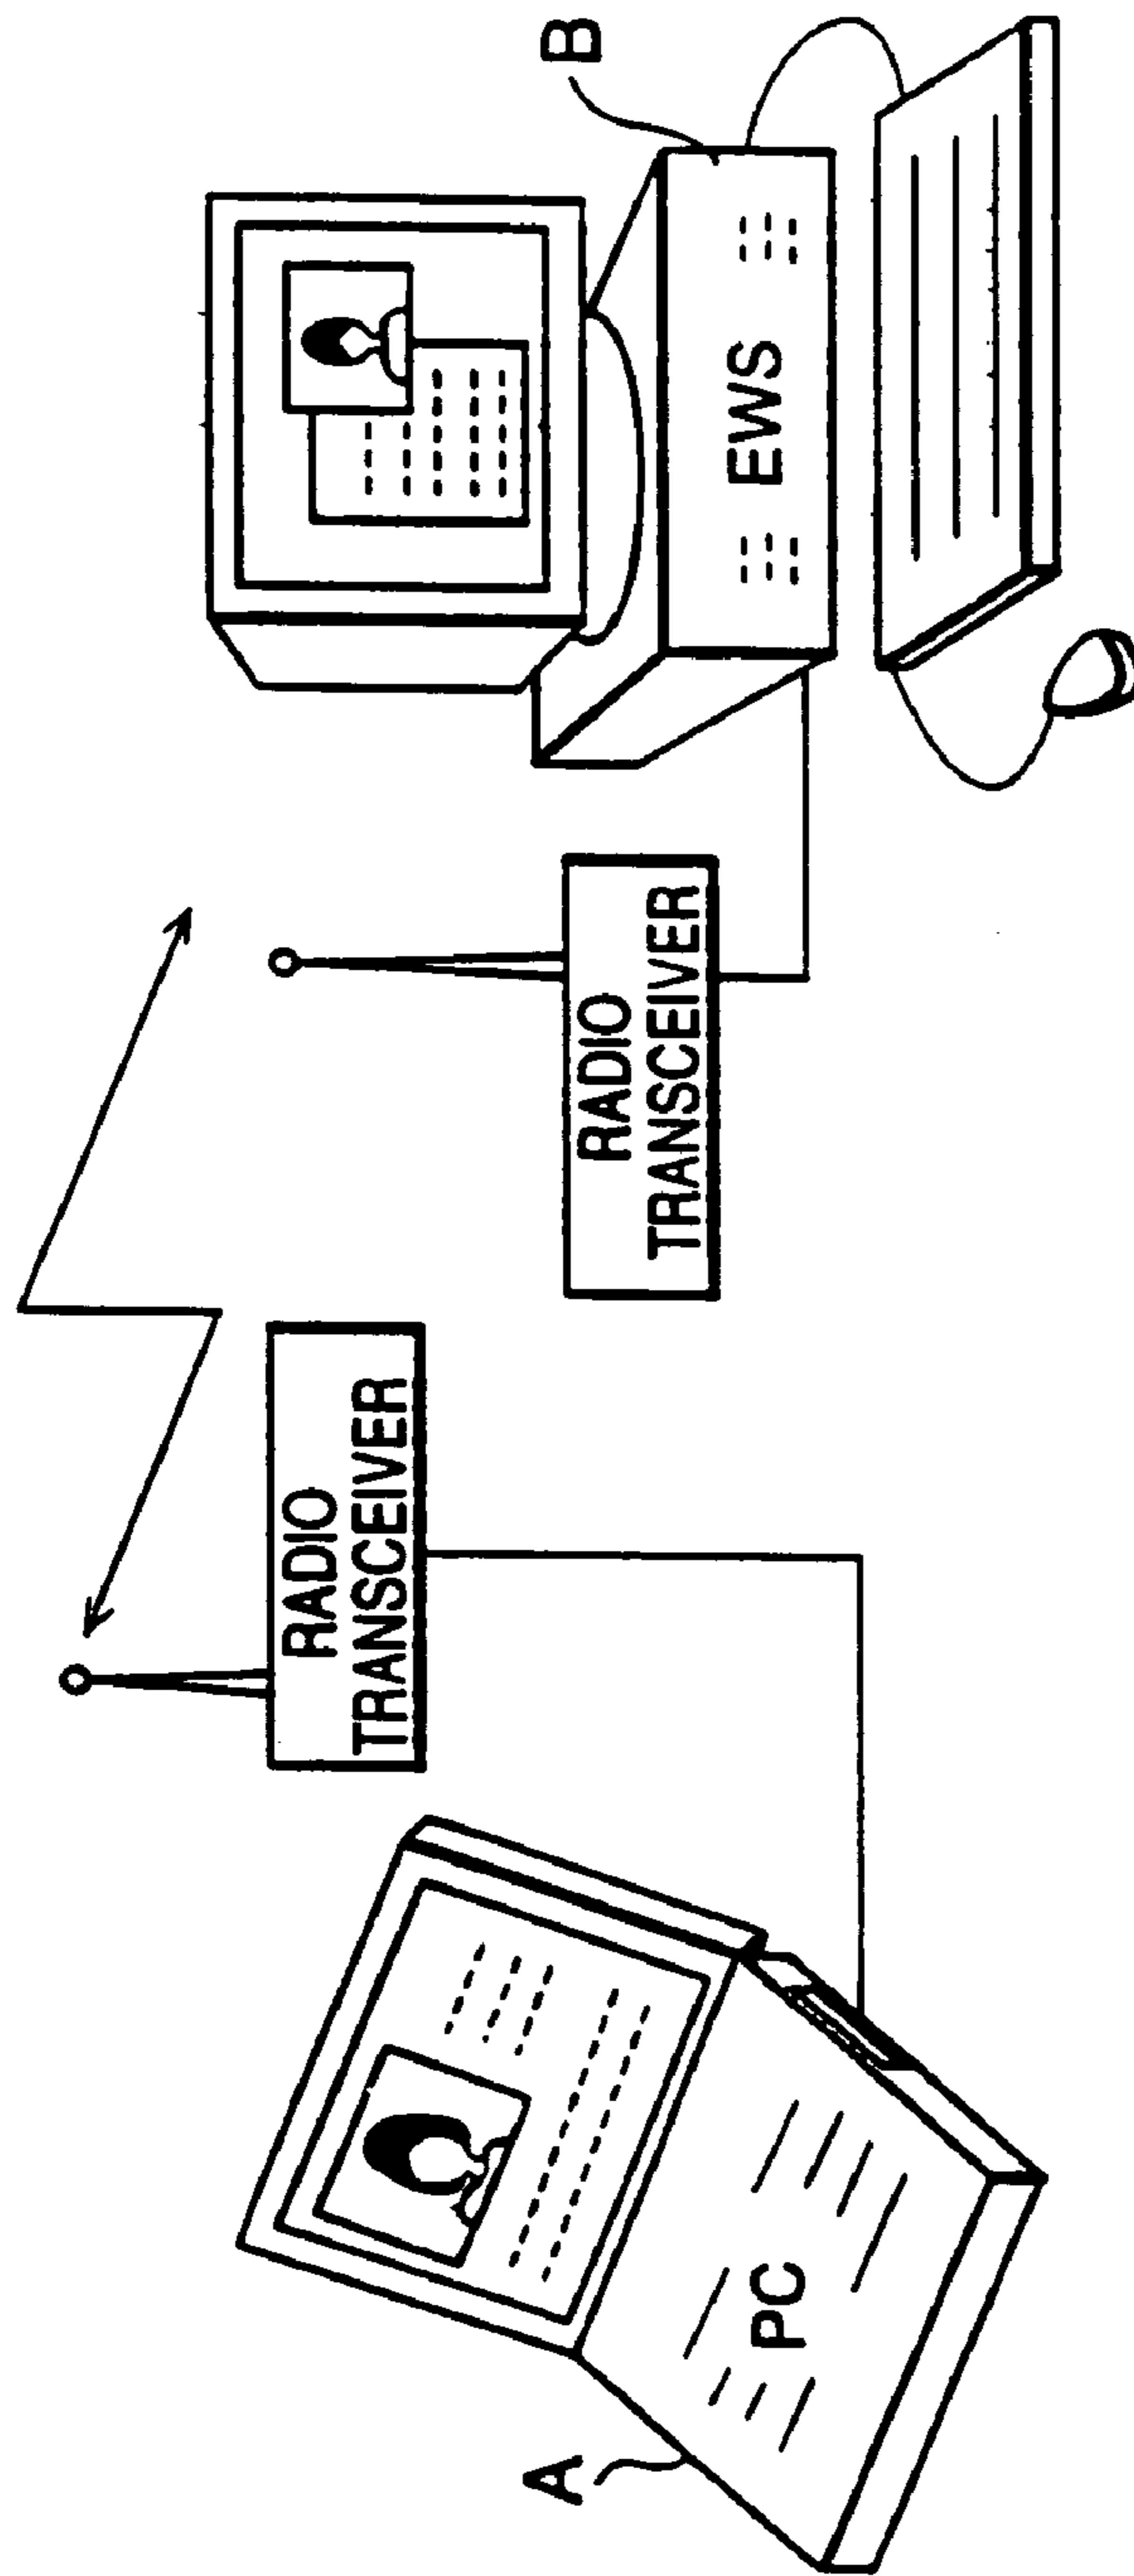 A
PC
RADIO
TRANSCEIVER
RADIO
TRANSCEIVER
EWS
B